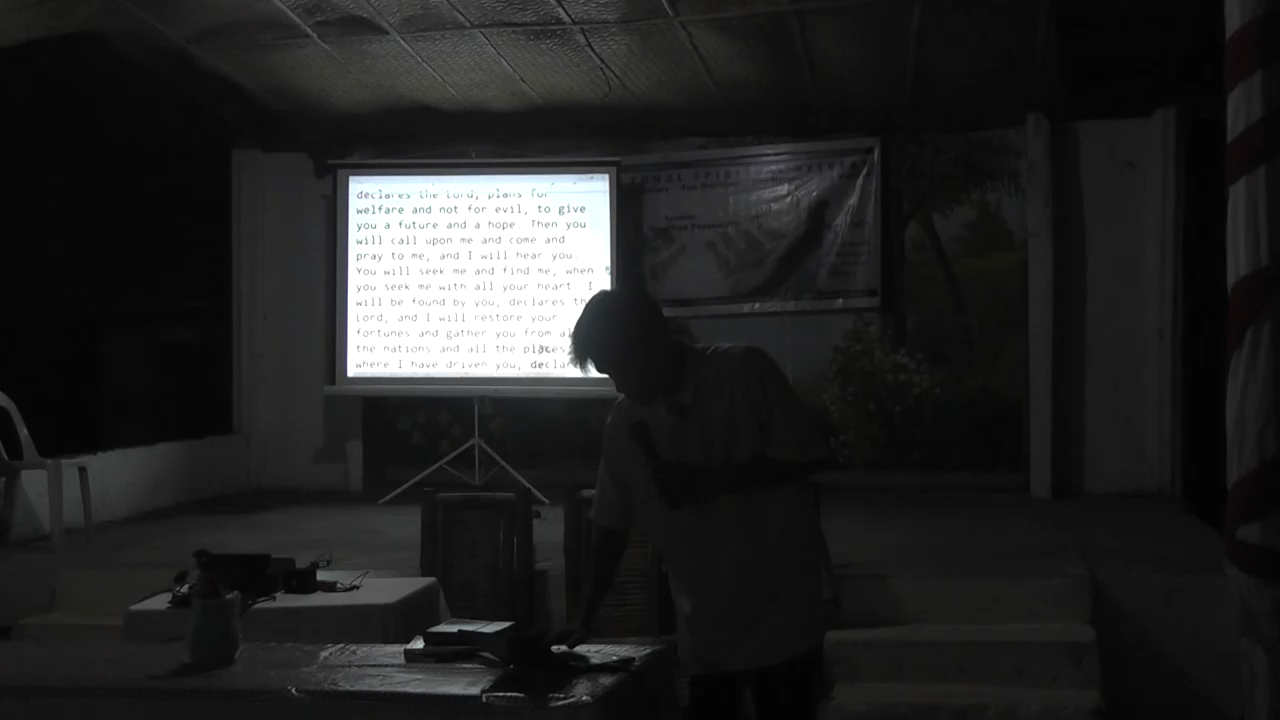 declares the Lord, plans for
welfare and not for evil, to give
you a future and a hope. Then you
will call upon me and come and
pray to me, and I will hear you.
You will seek me and find me, when
you seek me with all your heart. I
will be found by you, declares th
Lord, and I will restore your
fortunes and gather you from al
the nations and all the places
where I have driven you, declar